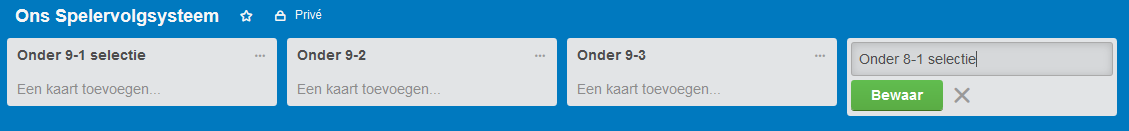 Ons Spelervolgsysteem Privé
Onder 9-1 selectie
Een kaart toevoegen...
Onder 9-2
Een kaart toevoegen...
Onder 9-3
Een kaart toevoegen...
Onder 8-1 selectie
Bewaar